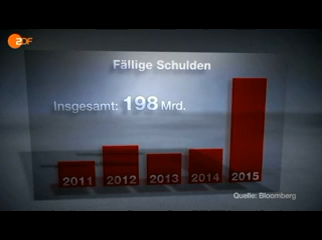 ZDF
Fällige Schulden
Insgesamt: 198 Mrd.
2011 2012 2013 2014 2015
Quelle: Bloomberg